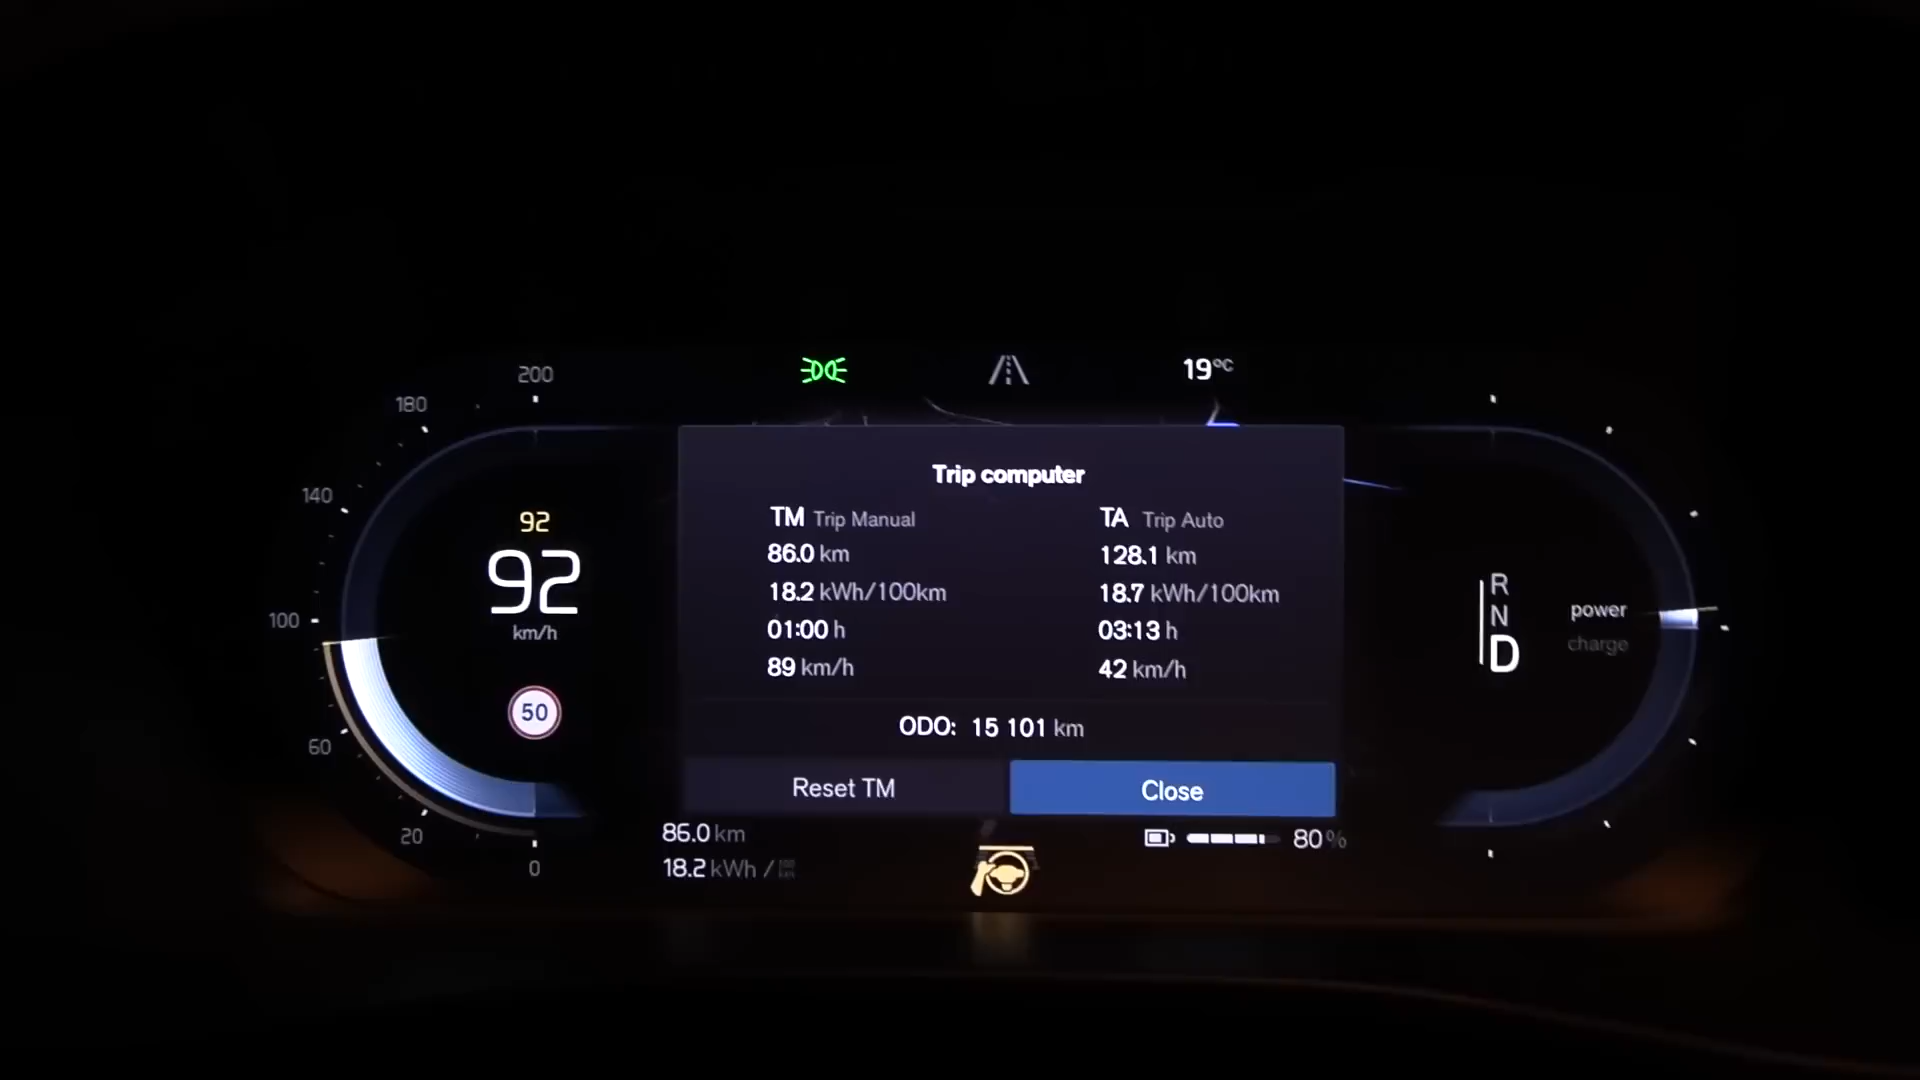 19°C
200
180
140
100
60
20
0
92
92
km/h
50
Trip computer
TM Trip Manual
86.0 km
18.2 kWh/100km
01:00 h
89 km/h
TA Trip Auto
128.1 km
18.7 kWh/100km
03:13 h
42 km/h
ODO: 15 101 km
Reset TM
Close
86.0 km
18.2 kWh /
80%
R
N
D
power
charge